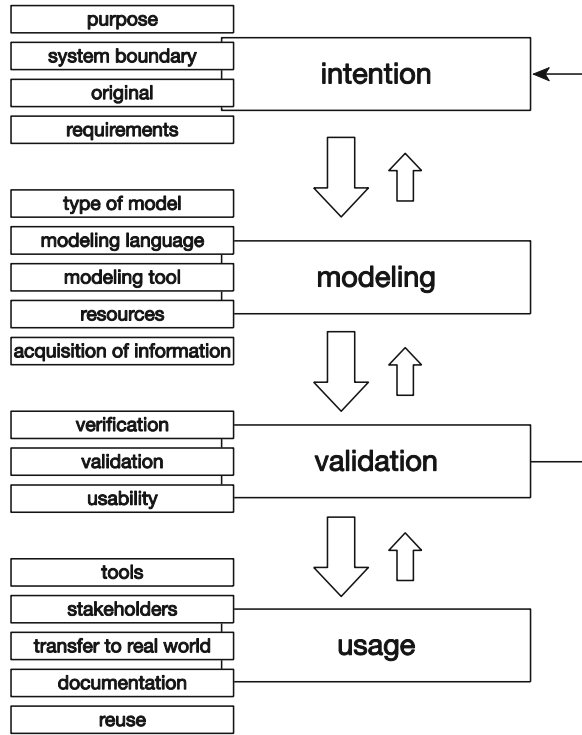 purpose
system boundary
original
requirements
intention
type of model
modeling language
modeling tool
resources
acquisition of information
modeling
verification
validation
usability
validation
tools
stakeholders
transfer to real world
documentation
reuse
usage